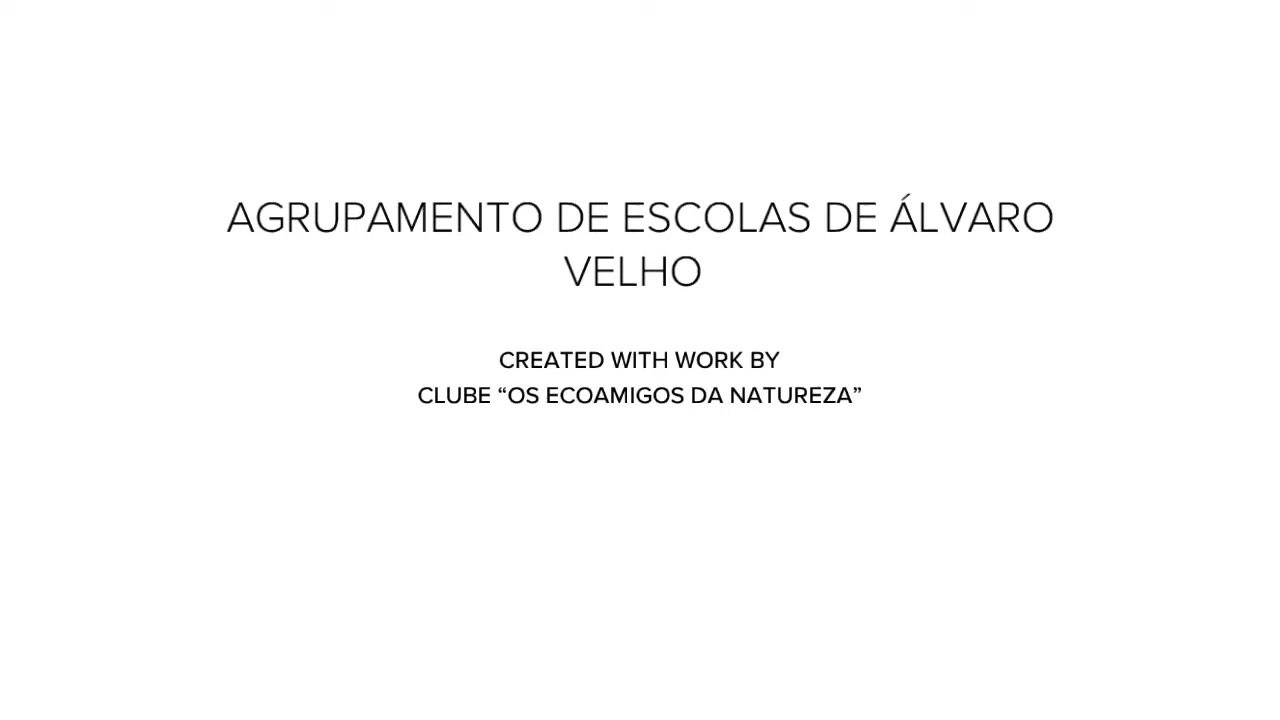 AGRUPAMENTO DE ESCOLAS DE ÁLVARO
VELHO
CREATED WITH WORK BY
CLUBE “OS ECOAMIGOS DA NATUREZA”